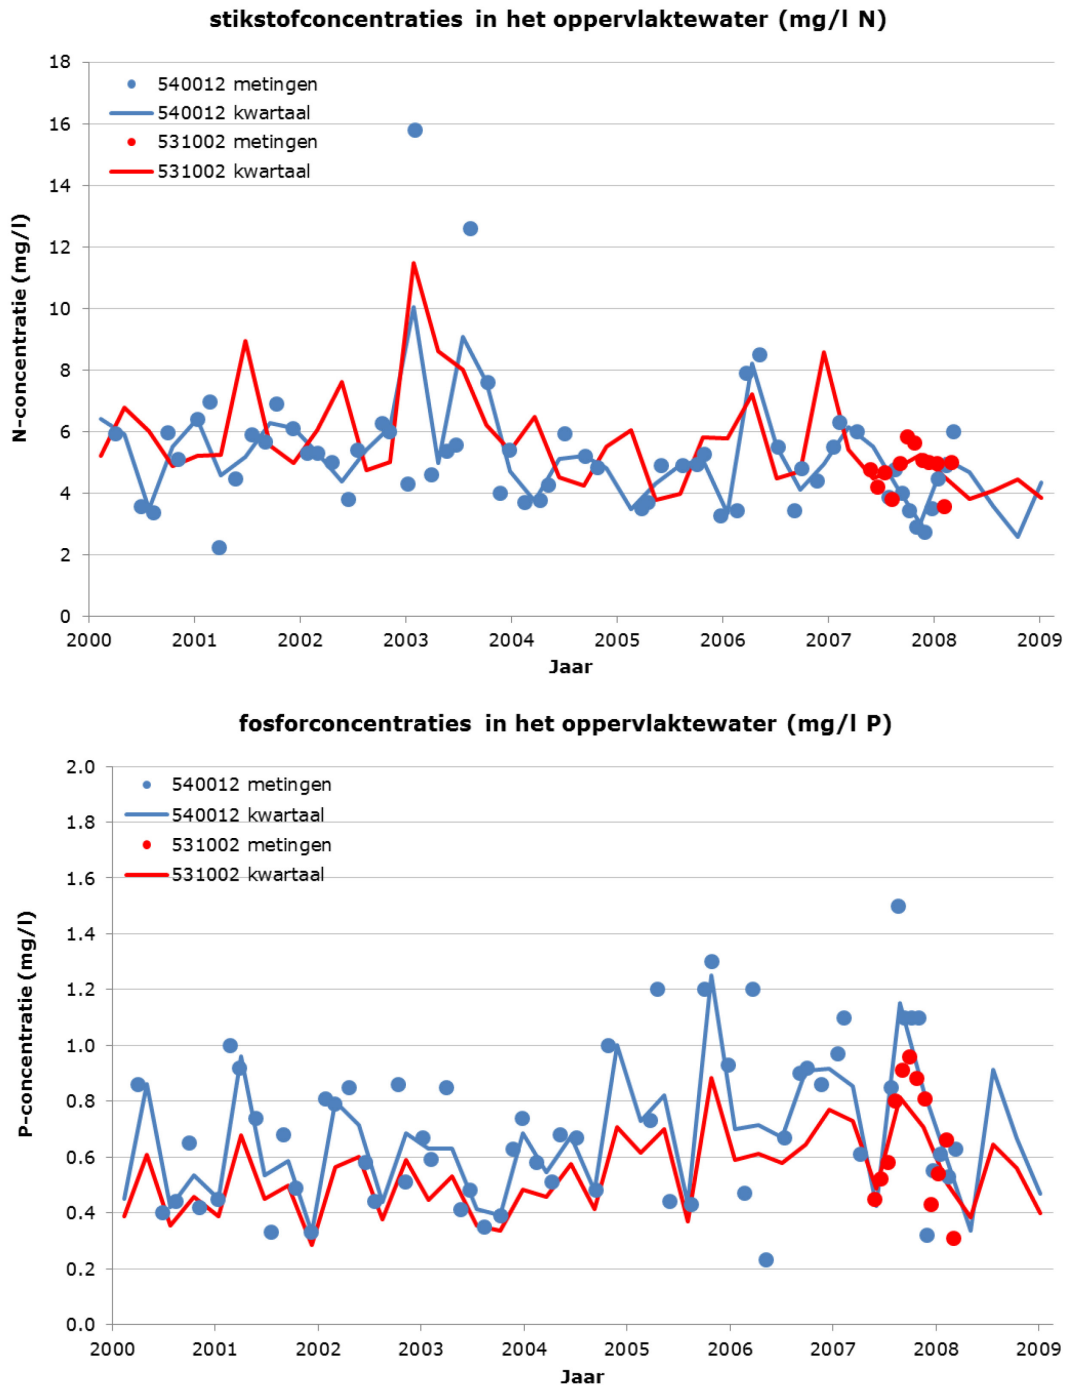 stikstofconcentraties in het oppervlaktewater (mg/l N)
18
16
14
12
10
8
6
4
2
0
N-concentratie (mg/l)
540012 metingen
540012 kwartaal
531002 metingen
531002 kwartaal
2000 2001 2002 2003 2004 2005 2006 2007 2008 2009
Jaar
fosforconcentraties in het oppervlaktewater (mg/l P)
2.0
1.8
1.6
1.4
1.2
1.0
0.8
0.6
0.4
0.2
0.0
P-concentratie (mg/l)
540012 metingen
540012 kwartaal
531002 metingen
531002 kwartaal
2000 2001 2002 2003 2004 2005 2006 2007 2008 2009
Jaar